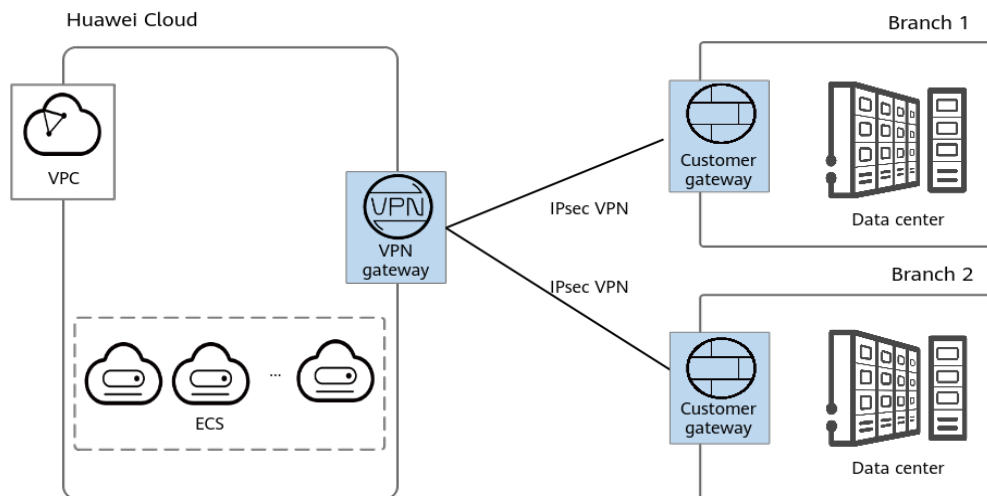 Huawei Cloud
Branch 1
VPC
Customer
gateway
Data center
VPN
VPN
gateway
IPsec VPN
IPsec VPN
Branch 2
Customer
gateway
Data center
...
ECS